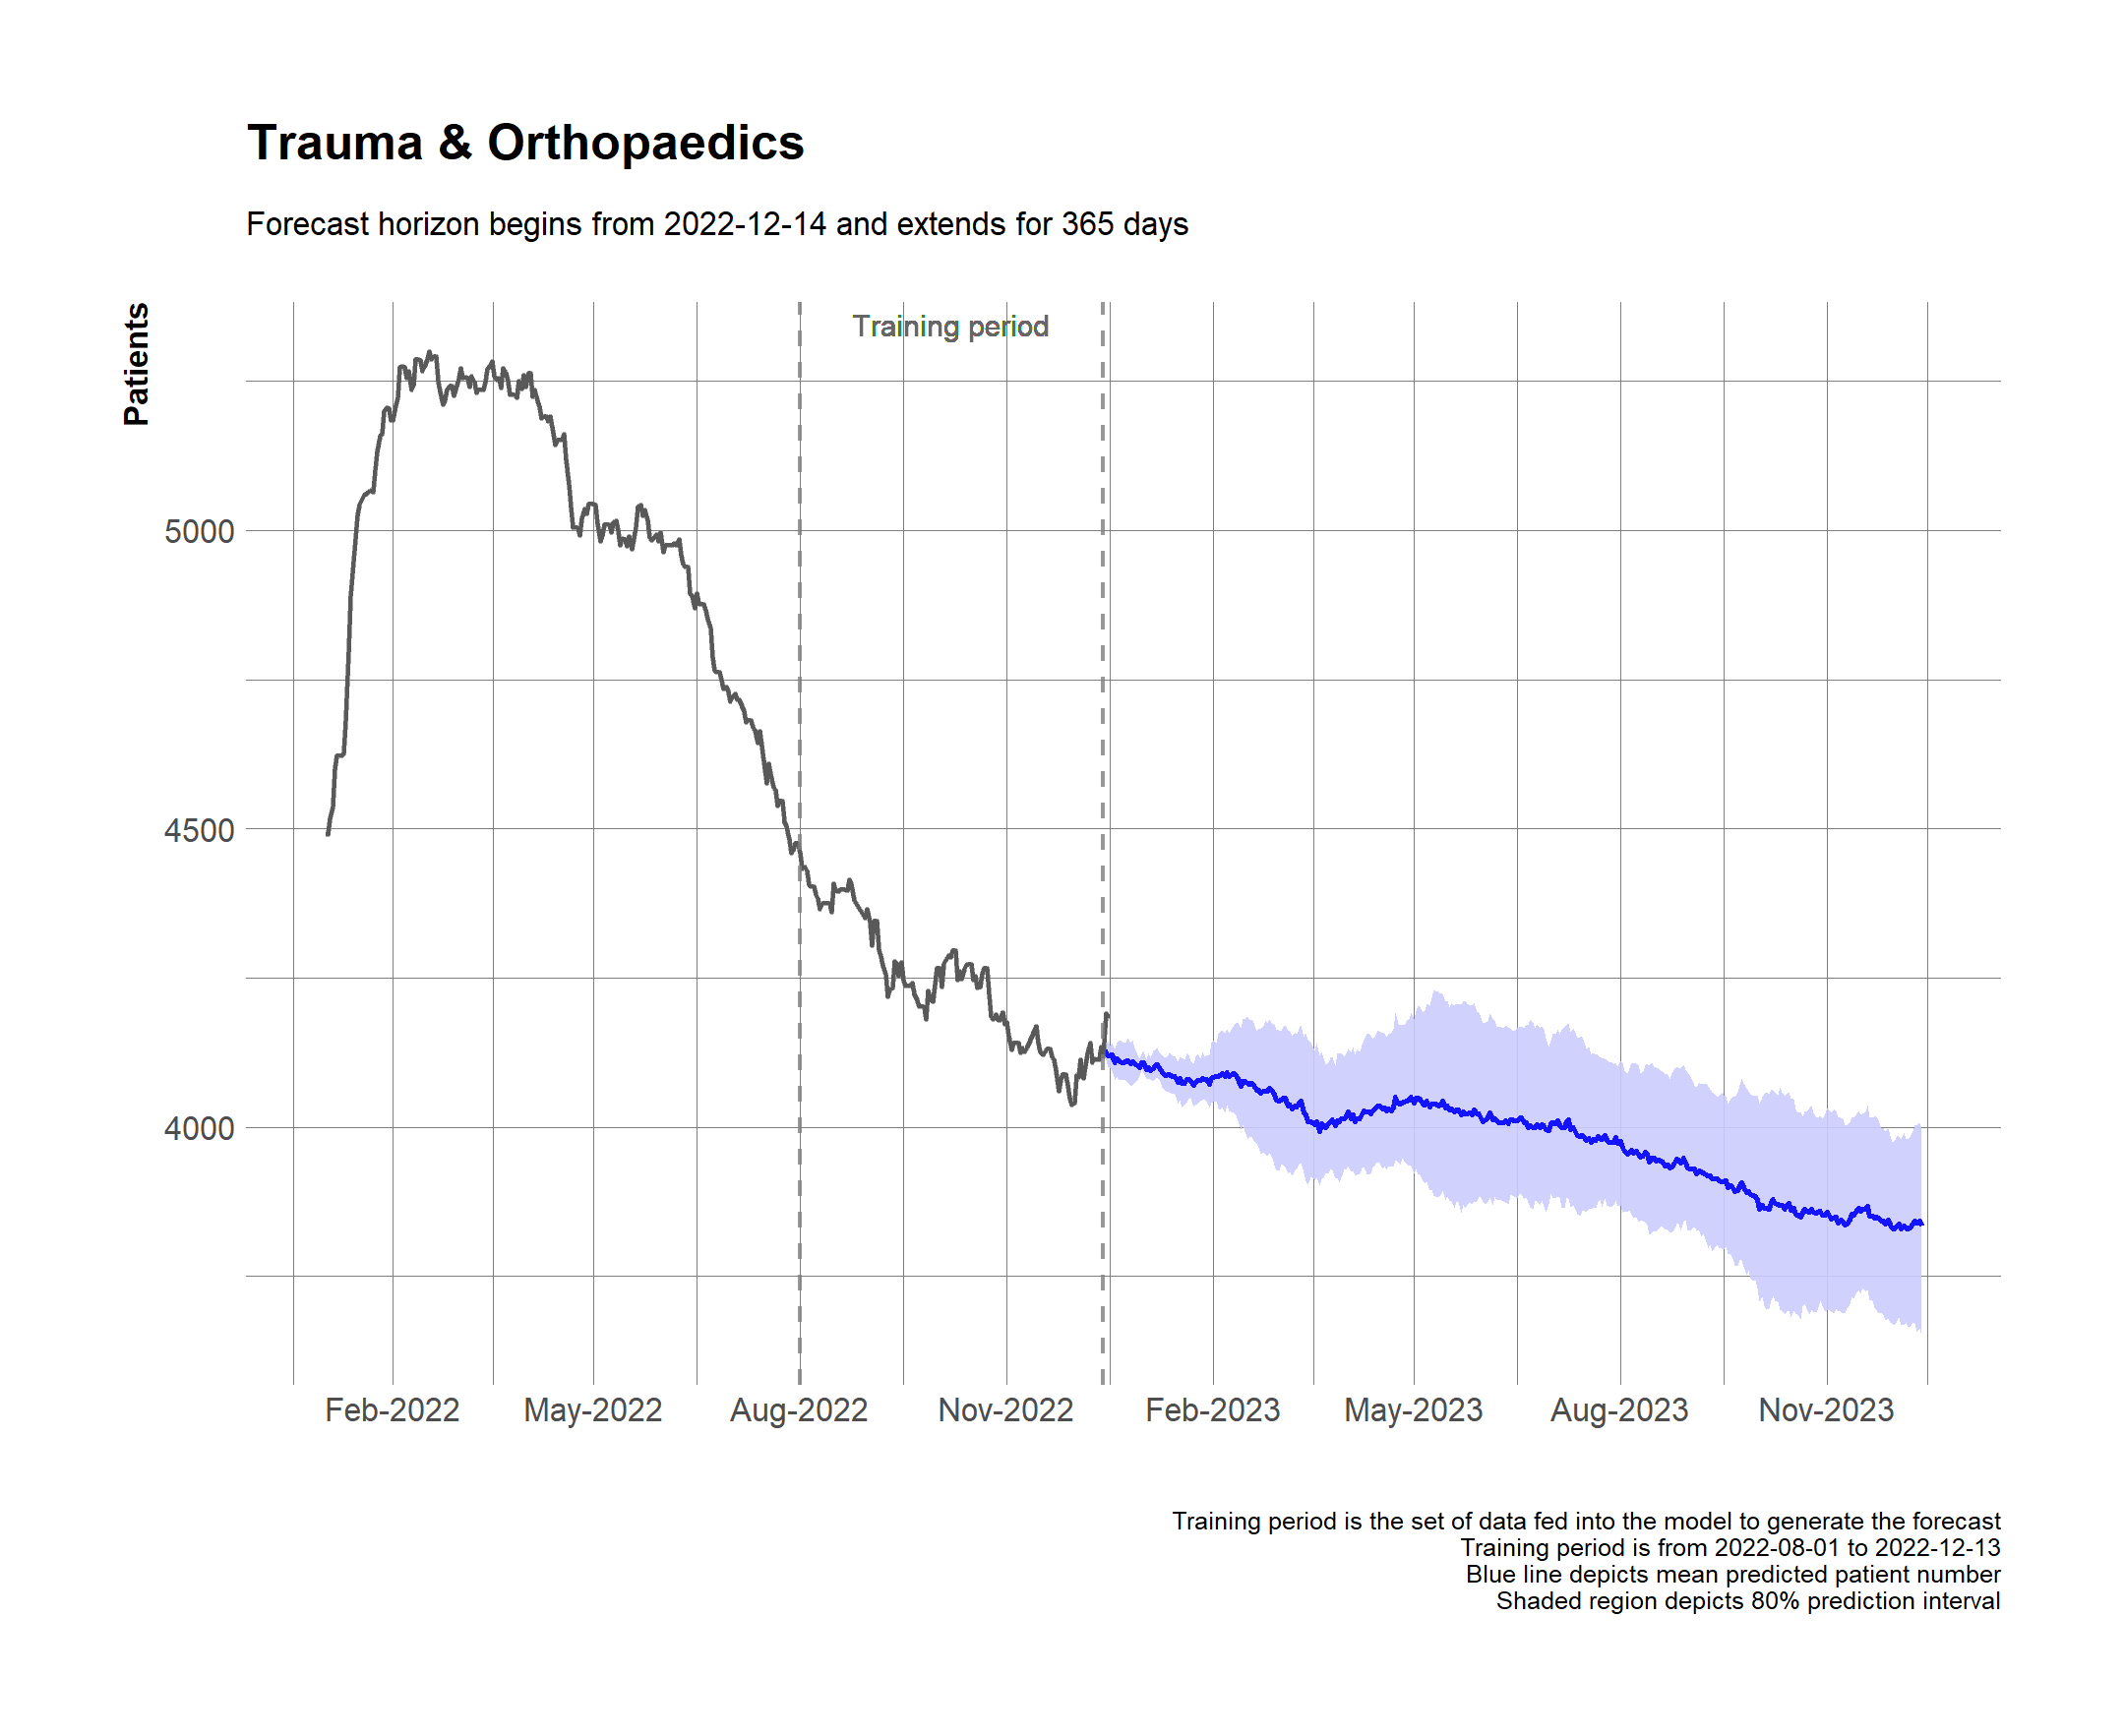 Trauma & Orthopaedics
Forecast horizon begins from 2022-12-14 and extends for 365 days
Patients
Training period
5000
4500
4000
Feb-2022
May-2022
Aug-2022
Nov-2022
Feb-2023
May-2023
Aug-2023
Nov-2023
Training period is the set of data fed into the model to generate the forecast
Training period is from 2022-08-01 to 2022-12-13
Blue line depicts mean predicted patient number
Shaded region depicts 80% prediction interval